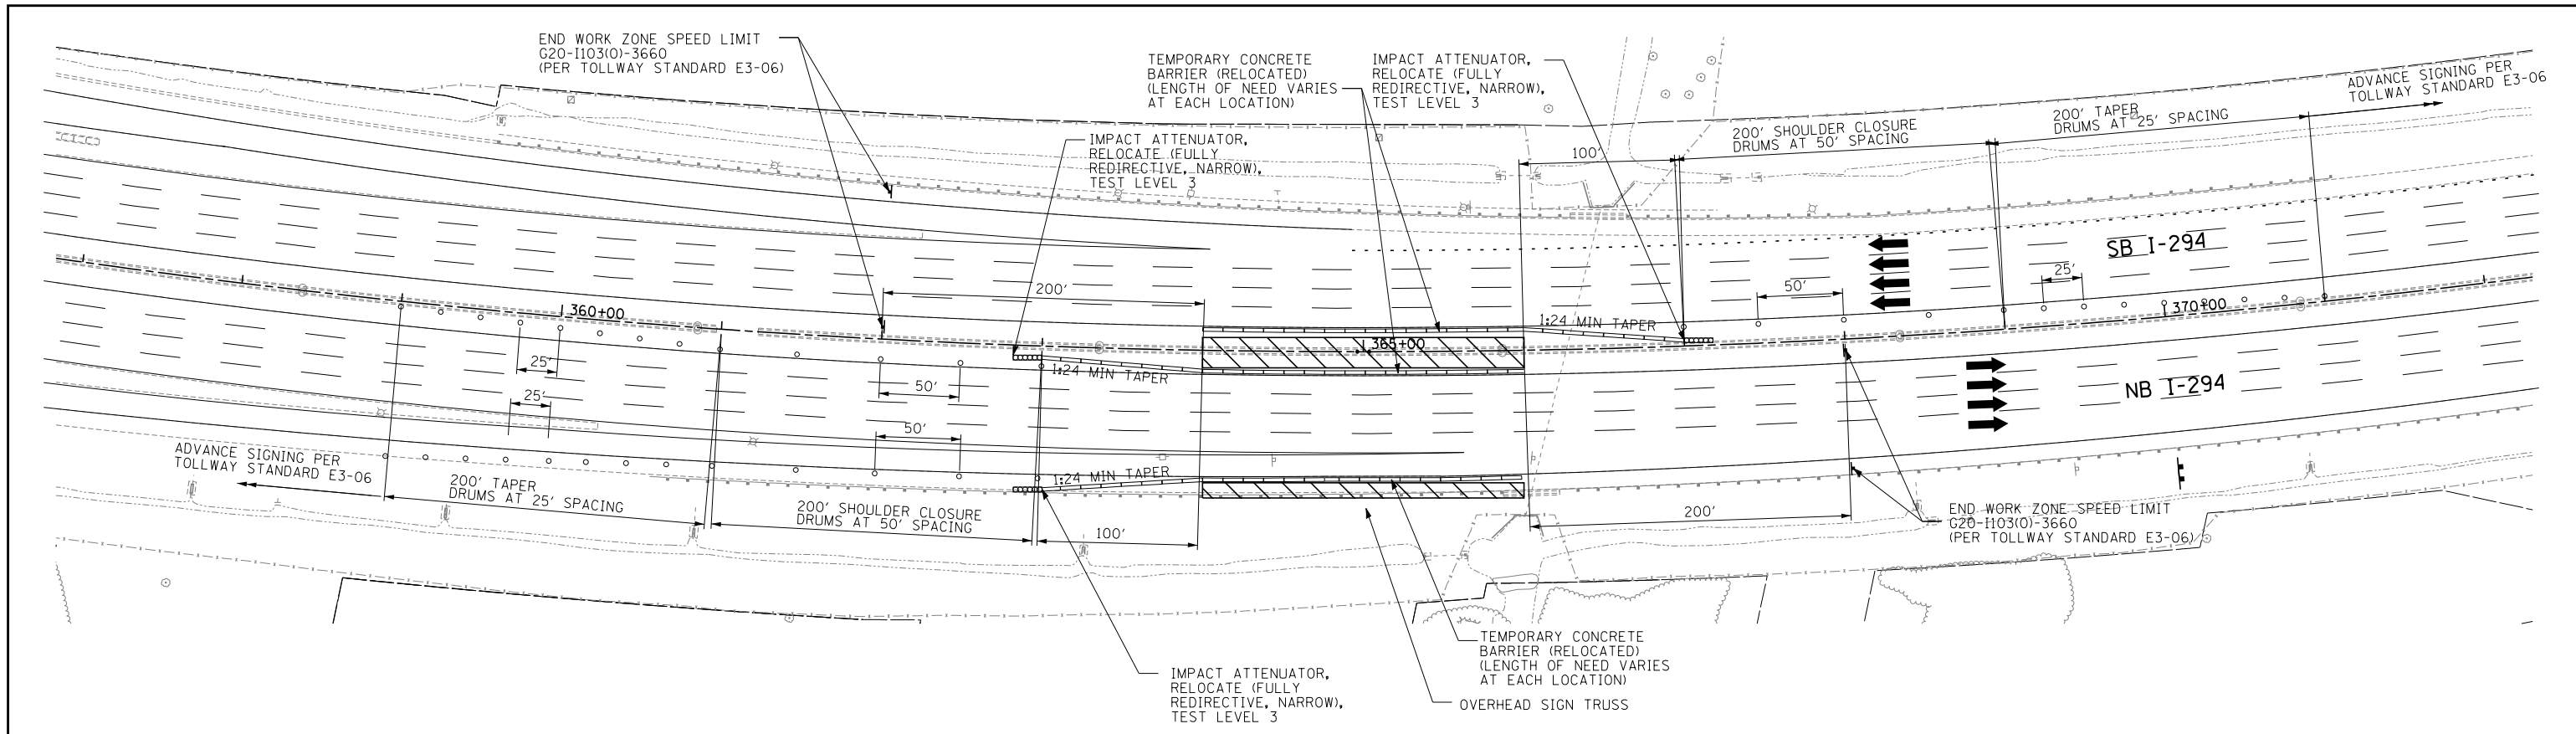 END WORK ZONE SPEED LIMIT
G20-I103(O)-3660
(PER TOLLWAY STANDARD E3-06)
TEMPORARY CONCRETE
BARRIER (RELOCATED)
(LENGTH OF NEED VARIES
AT EACH LOCATION)
IMPACT ATTENUATOR,
RELOCATE (FULLY
REDIRECTIVE, NARROW),
TEST LEVEL 3
ADVANCE SIGNING PER
TOLLWAY STANDARD E3-06
200' TAPER
DRUMS AT 25' SPACING
200' SHOULDER CLOSURE
DRUMS AT 50' SPACING
100'
IMPACT ATTENUATOR,
RELOCATE (FULLY
REDIRECTIVE, NARROW),
TEST LEVEL 3
SB I-294
25'
50'
200'
360+00
370+00
1:24 MIN TAPER
365+00
1:24 MIN TAPER
25'
50'
NB I-294
25'
50'
ADVANCE SIGNING PER
TOLLWAY STANDARD E3-06
1:24 MIN TAPER
200' TAPER
DRUMS AT 25' SPACING
200' SHOULDER CLOSURE
DRUMS AT 50' SPACING
100'
200'
END WORK ZONE SPEED LIMIT
G20-I103(O)-3660
(PER TOLLWAY STANDARD E3-06)
TEMPORARY CONCRETE
BARRIER (RELOCATED)
(LENGTH OF NEED VARIES
AT EACH LOCATION)
IMPACT ATTENUATOR,
RELOCATE (FULLY
REDIRECTIVE, NARROW),
TEST LEVEL 3
OVERHEAD SIGN TRUSS